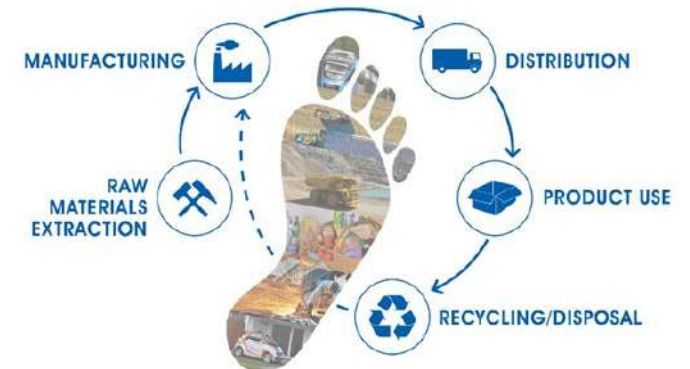 MANUFACTURING
DISTRIBUTION
RAW
MATERIALS
EXTRACTION
PRODUCT USE
RECYCLING/DISPOSAL